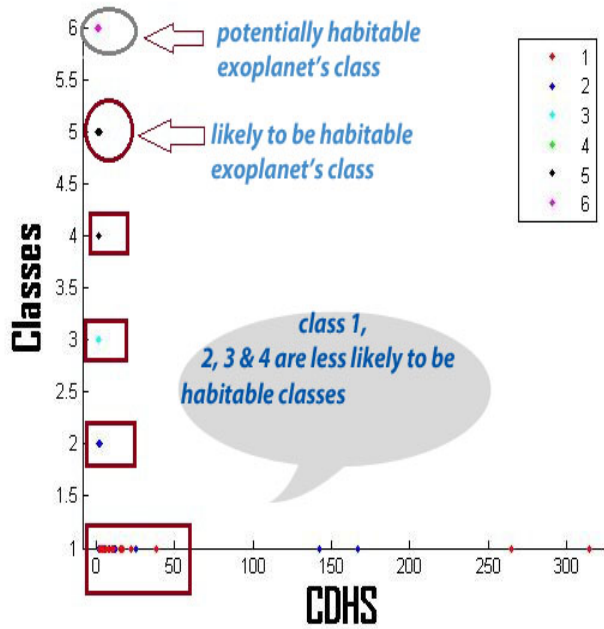 6
potentially habitable
exoplanet's class
5.5
5
likely to be habitable
exoplanet's class
4.5
4
3.5
3
2.5
2
1.5
1
Classes
1
2
3
4
5
6
class 1,
2, 3 & 4 are less likely to be
habitable classes
0
50
100
150
200
250
300
CDHS